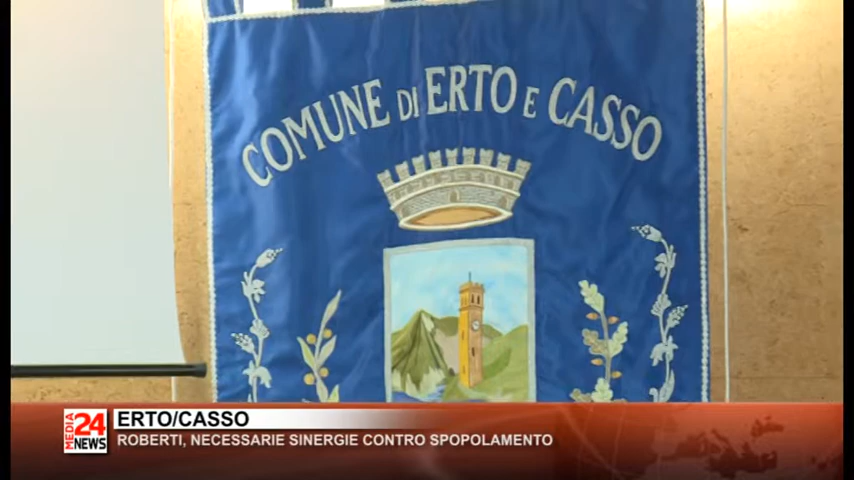 COMUNE DI ERTO E CASSO
MEDIA 24 NEWS
ERTO/CASSO
ROBERTI, NECESSARIE SINERGIE CONTRO SPOPOLAMENTO